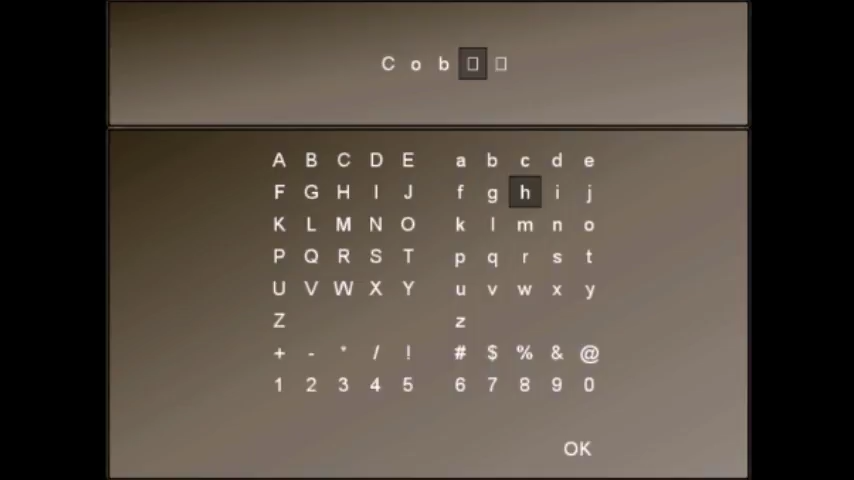 C o b
A B C D E a b c d e
F G H I J f g h i j
K L M N O k l m n o
P Q R S T p q r s t
U V W X Y u v w x y
Z z
+ - * / ! # $ % & @
1 2 3 4 5 6 7 8 9 0
OK